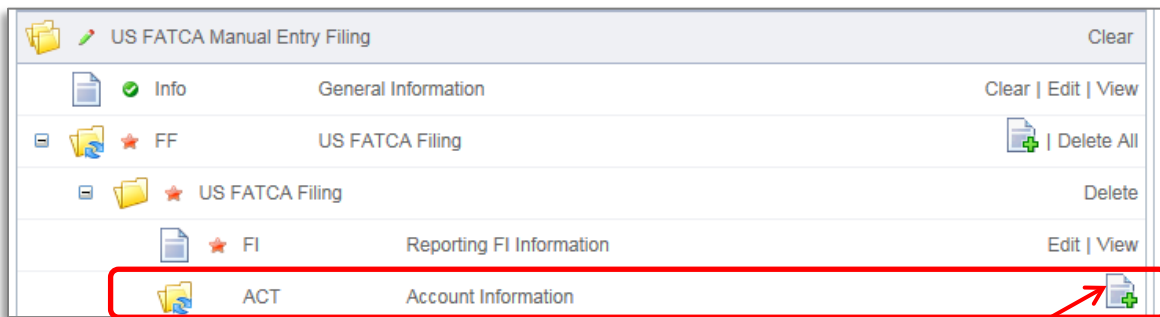 US FATCA Manual Entry Filing Clear
Info General Information Clear | Edit | View
FF US FATCA Filing | Delete All
US FATCA Filing Delete
FI Reporting FI Information Edit | View
ACT Account Information